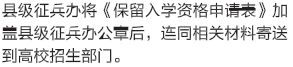 县级征兵办将《保留入学资格申请表》加
盖县级征兵办公章后，连同相关材料寄送
到高校招生部门。